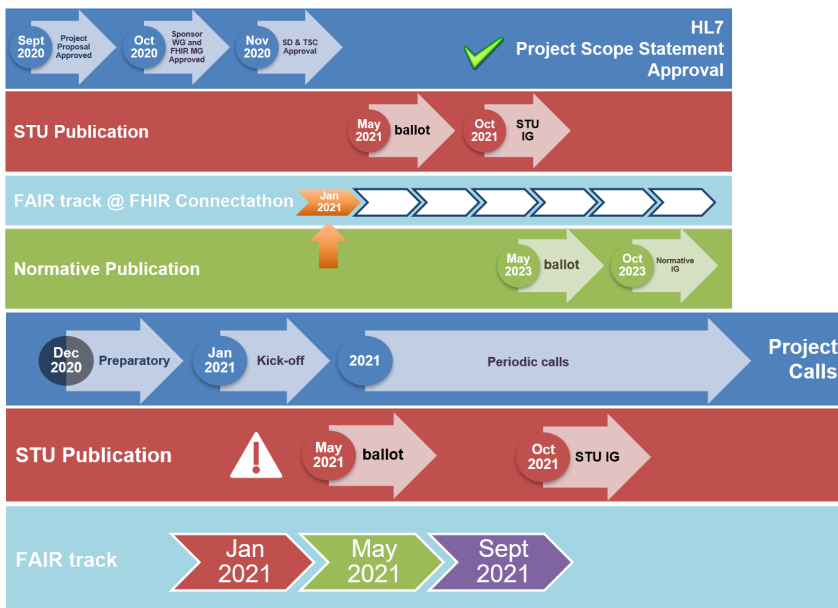 Sept
2020
Project
Proposal
Approved
Oct
2020
Sponsor
WG and
FHIR MG
Approved
Nov
2020
SD & TSC
Approval
HL7
Project Scope Statement
Approval
STU Publication
May
2021
ballot
Oct
2021
STU
IG
FAIR track @ FHIR Connectathon
Jan
2021
Normative Publication
May
2023
ballot
Oct
2023
Normative
IG
Dec
2020
Preparatory
Jan
2021
Kick-off
2021
Periodic calls
Project
Calls
STU Publication
May
2021
ballot
Oct
2021
STU IG
FAIR track
Jan
2021
May
2021
Sept
2021